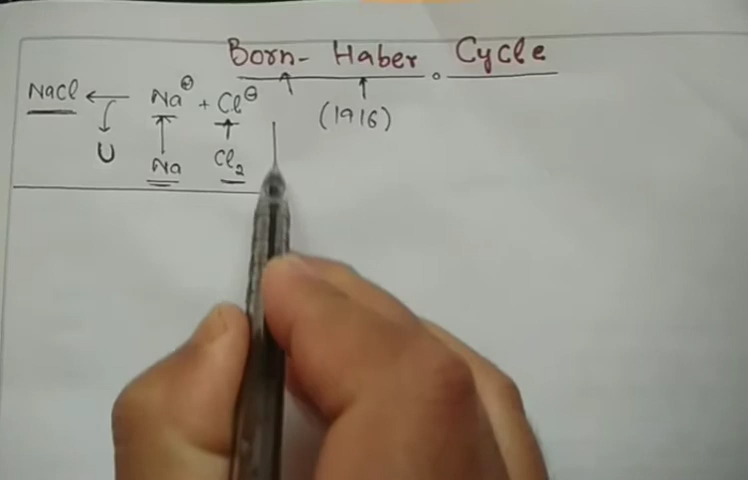 Born-Haber Cycle
NaCl ← Na⊖ + Cl⊖
(1916)
U
Na Cl₂